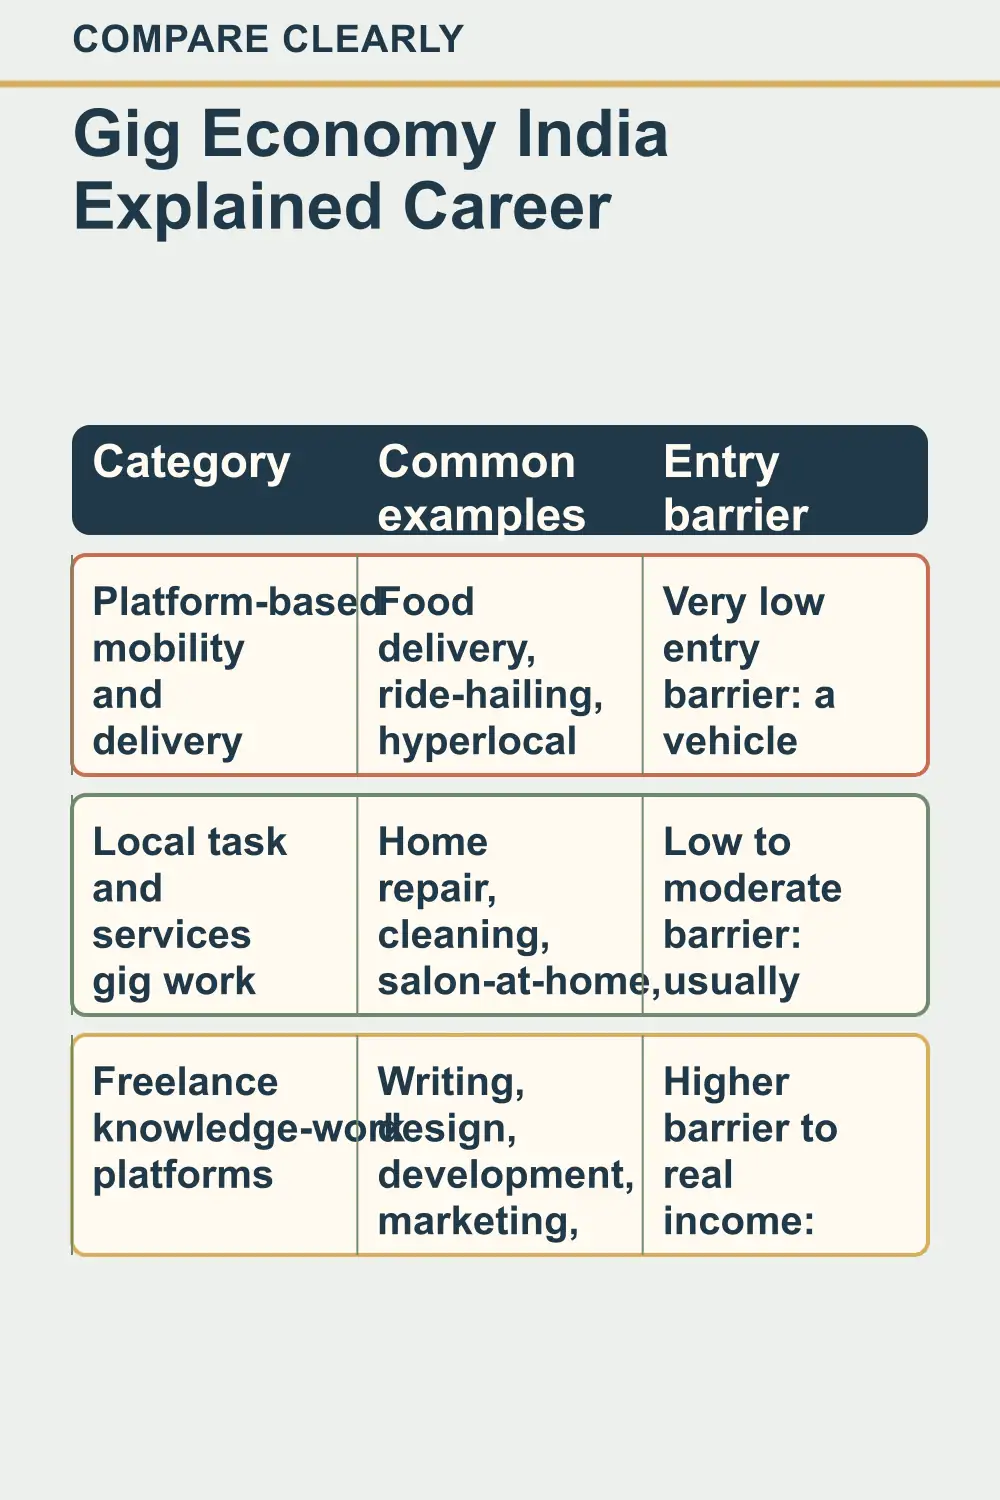 COMPARE CLEARLY
Gig Economy India
Explained Career
Category
Common
examples
Entry
barrier
Platform-based
mobility
and
delivery
Food
delivery,
ride-hailing,
hyperlocal
Very low
entry
barrier: a
vehicle
Local task
and
services
gig work
Home
repair,
cleaning,
salon-at-home,
Low to
moderate
barrier:
usually
Freelance
knowledge-work
platforms
Writing,
design,
development,
marketing,
Higher
barrier to
real
income: